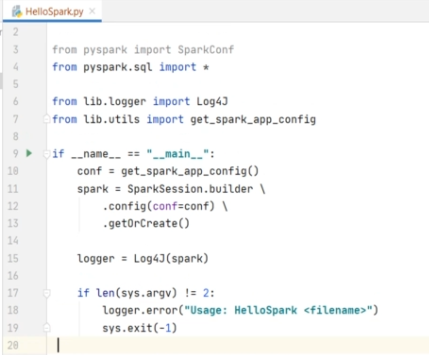 HelloSpark.py
2
3 from pyspark import SparkConf
4 from pyspark.sql import *
5
6 from lib.logger import Log4J
7 from lib.utils import get_spark_app_config
8
9 if __name__ == "__main__":
10     conf = get_spark_app_config()
11     spark = SparkSession.builder \
12         .config(conf=conf) \
13         .getOrCreate()
14
15     logger = Log4J(spark)
16
17     if len(sys.argv) != 2:
18         logger.error("Usage: HelloSpark <filename>")
19         sys.exit(-1)
20